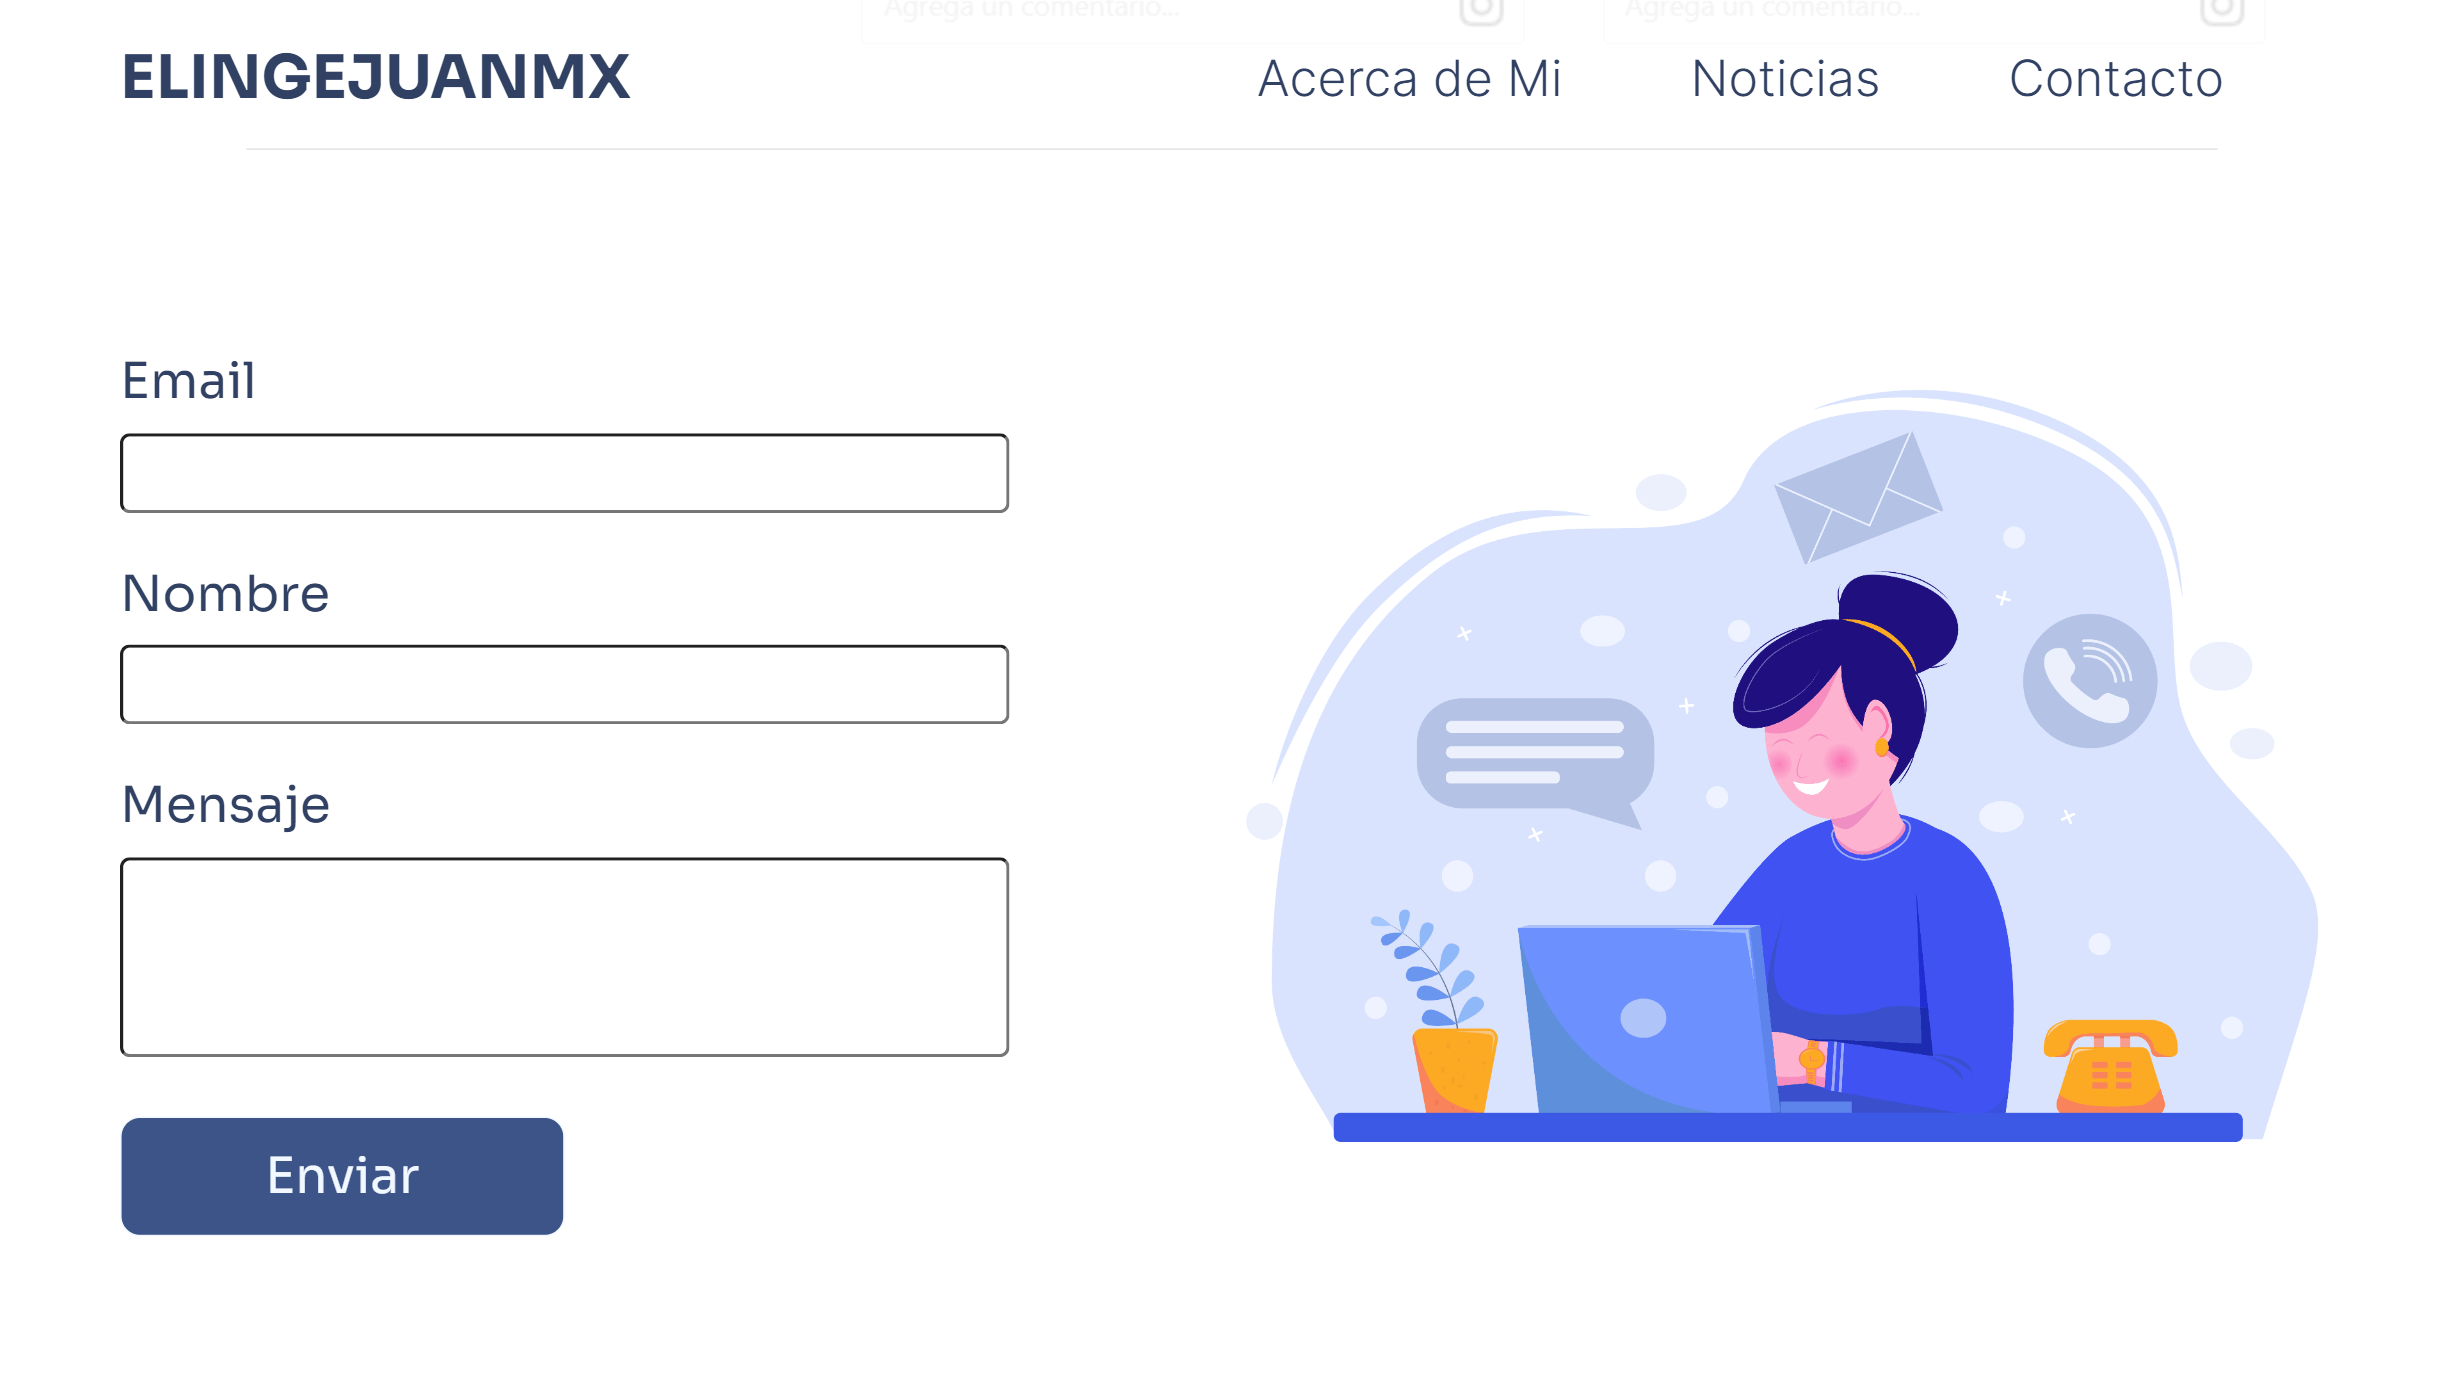 Agrega un comentario... Agrega un comentario...
ELINGEJUANMX Acerca de Mi Noticias Contacto
Email
Nombre
Mensaje
Enviar